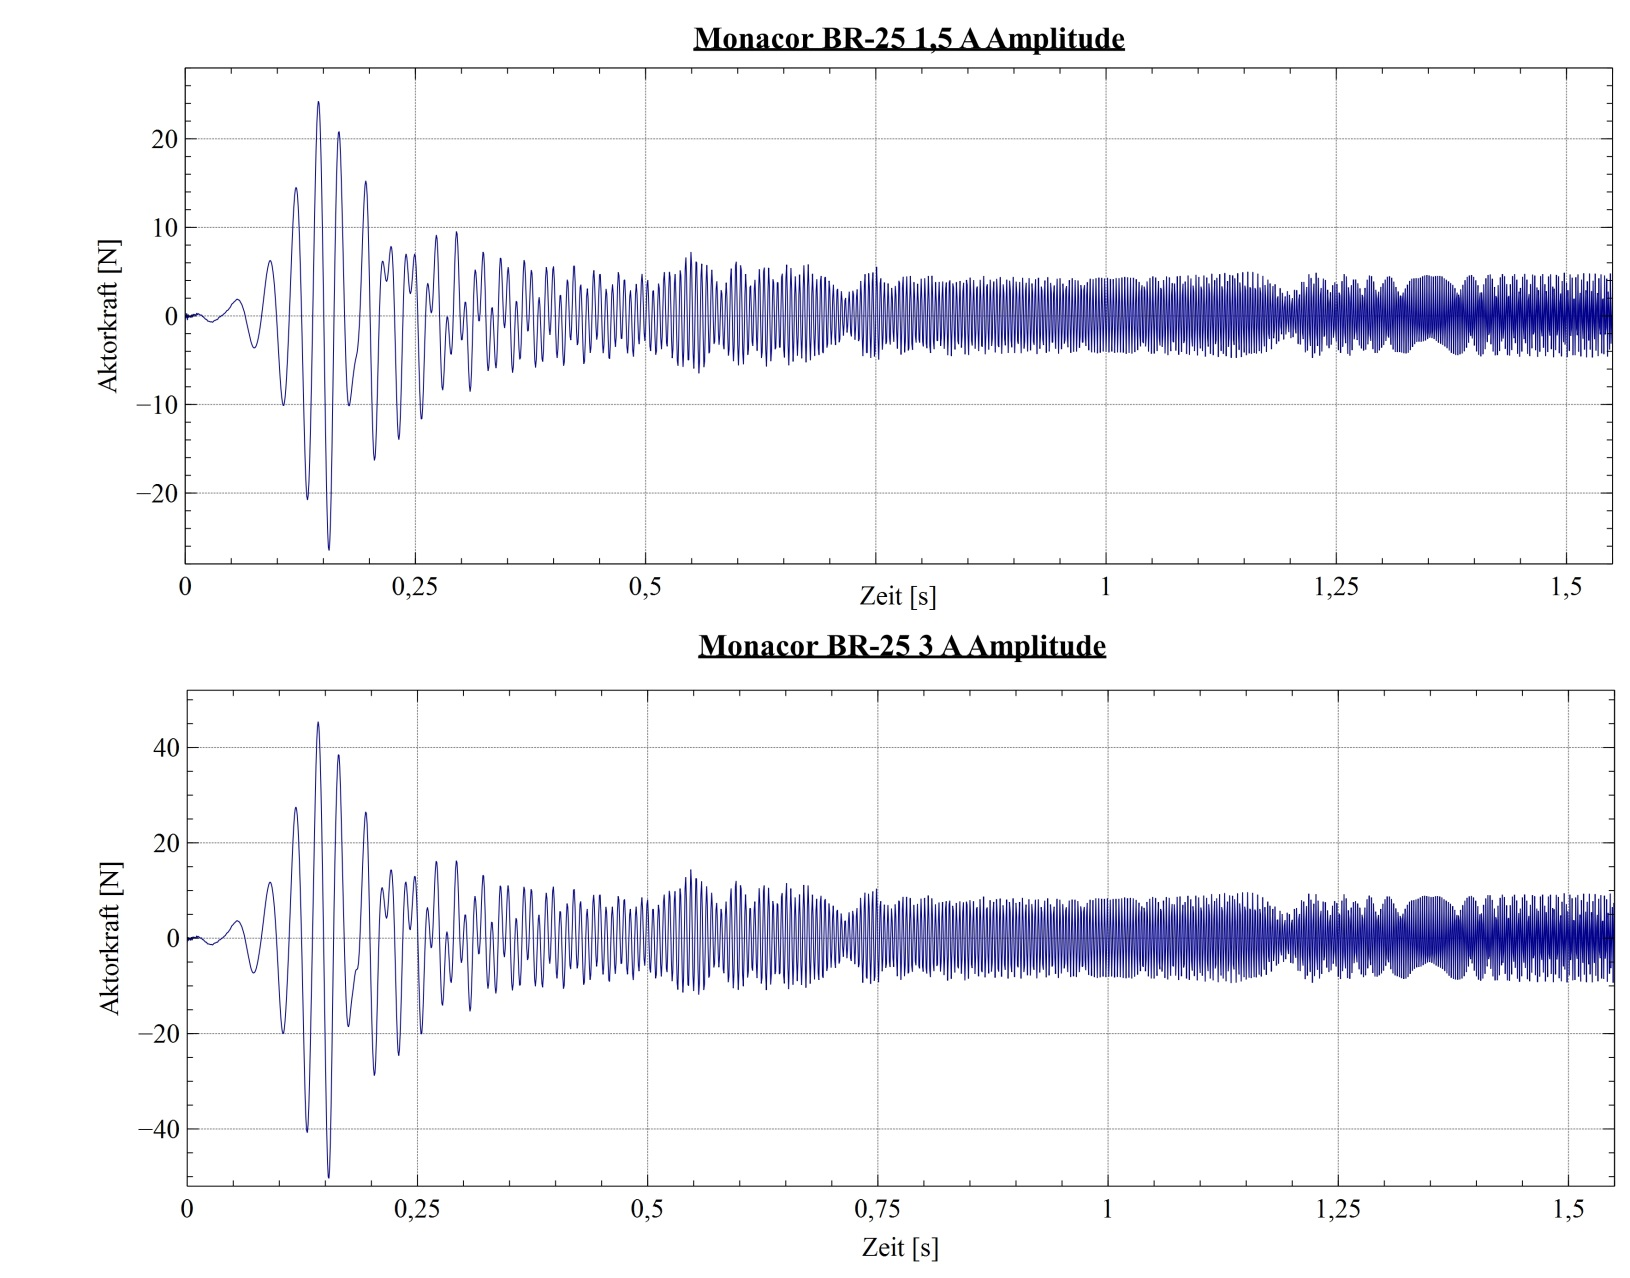 Monacor BR-25 1,5 A Amplitude
Aktorkraft [N]
20
10
0
−10
−20
0 0,25 0,5 1 1,25 1,5
Zeit [s]
Monacor BR-25 3 A Amplitude
Aktorkraft [N]
40
20
0
−20
−40
0 0,25 0,5 0,75 1 1,25 1,5
Zeit [s]